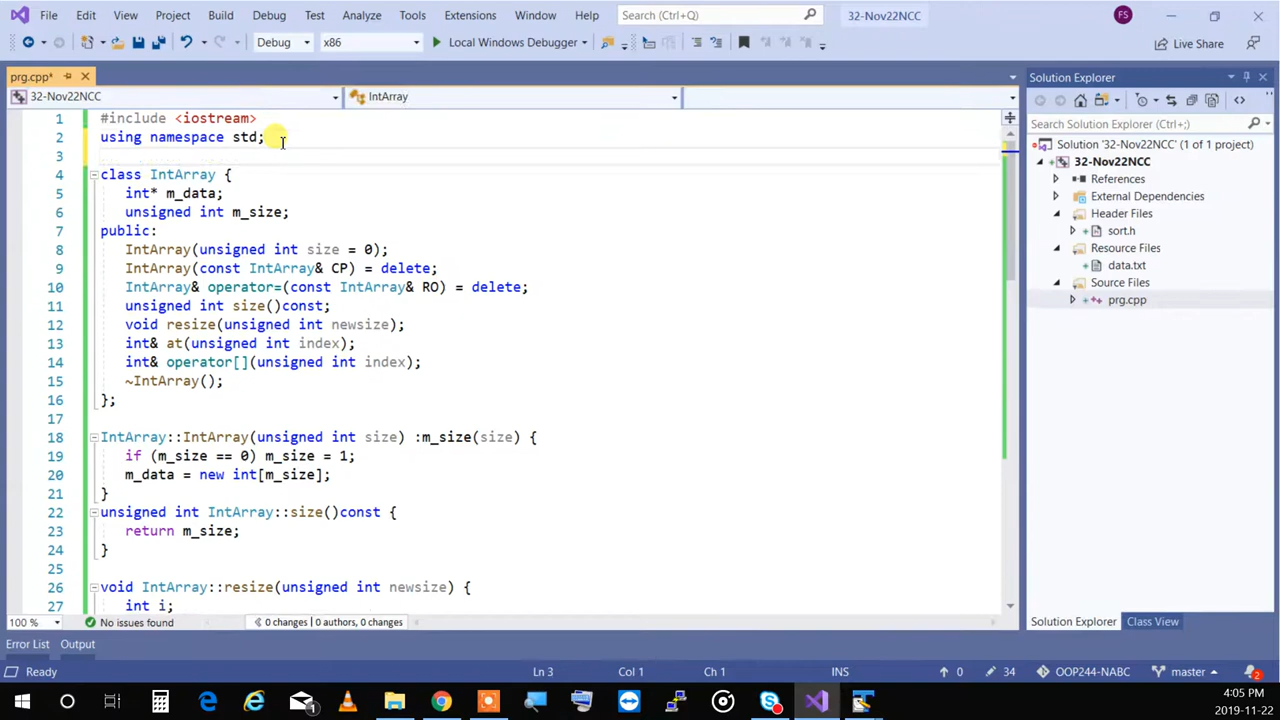 File Edit View Project Build Debug Test Analyze Tools Extensions Window Help Search (Ctrl+Q) 32-Nov22NCC FS
Debug x86 Local Windows Debugger Live Share
prg.cpp*
32-Nov22NCC IntArray
1 #include <iostream>
2 using namespace std;
3
4 class IntArray {
5 int* m_data;
6 unsigned int m_size;
7 public:
8 IntArray(unsigned int size = 0);
9 IntArray(const IntArray& CP) = delete;
10 IntArray& operator=(const IntArray& RO) = delete;
11 unsigned int size()const;
12 void resize(unsigned int newsize);
13 int& at(unsigned int index);
14 int& operator[](unsigned int index);
15 ~IntArray();
16 };
17
18 IntArray::IntArray(unsigned int size) :m_size(size) {
19 if (m_size == 0) m_size = 1;
20 m_data = new int[m_size];
21 }
22 unsigned int IntArray::size()const {
23 return m_size;
24 }
25
26 void IntArray::resize(unsigned int newsize) {
27 int i;
100 % No issues found 0 changes | 0 authors, 0 changes
Solution Explorer
Search Solution Explorer (Ctrl+;)
Solution '32-Nov22NCC' (1 of 1 project)
32-Nov22NCC
References
External Dependencies
Header Files
sort.h
Resource Files
data.txt
Source Files
prg.cpp
Solution Explorer Class View
Error List Output
Ready Ln 3 Col 1 Ch 1 INS 0 34 OOP244-NABC master 2
1
4:05 PM
2019-11-22